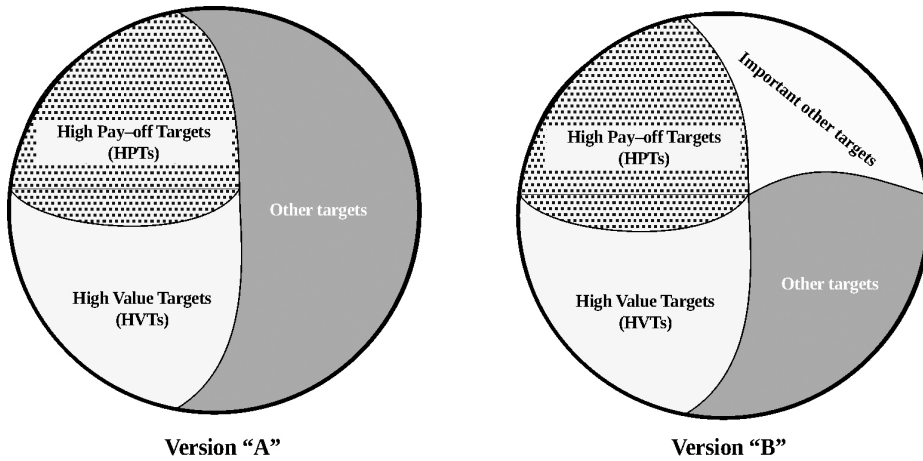 High Pay–off Targets
(HPTs)
Other targets
High Value Targets
(HVTs)
Version “A”
Important other targets
High Pay–off Targets
(HPTs)
Other targets
High Value Targets
(HVTs)
Version “B”